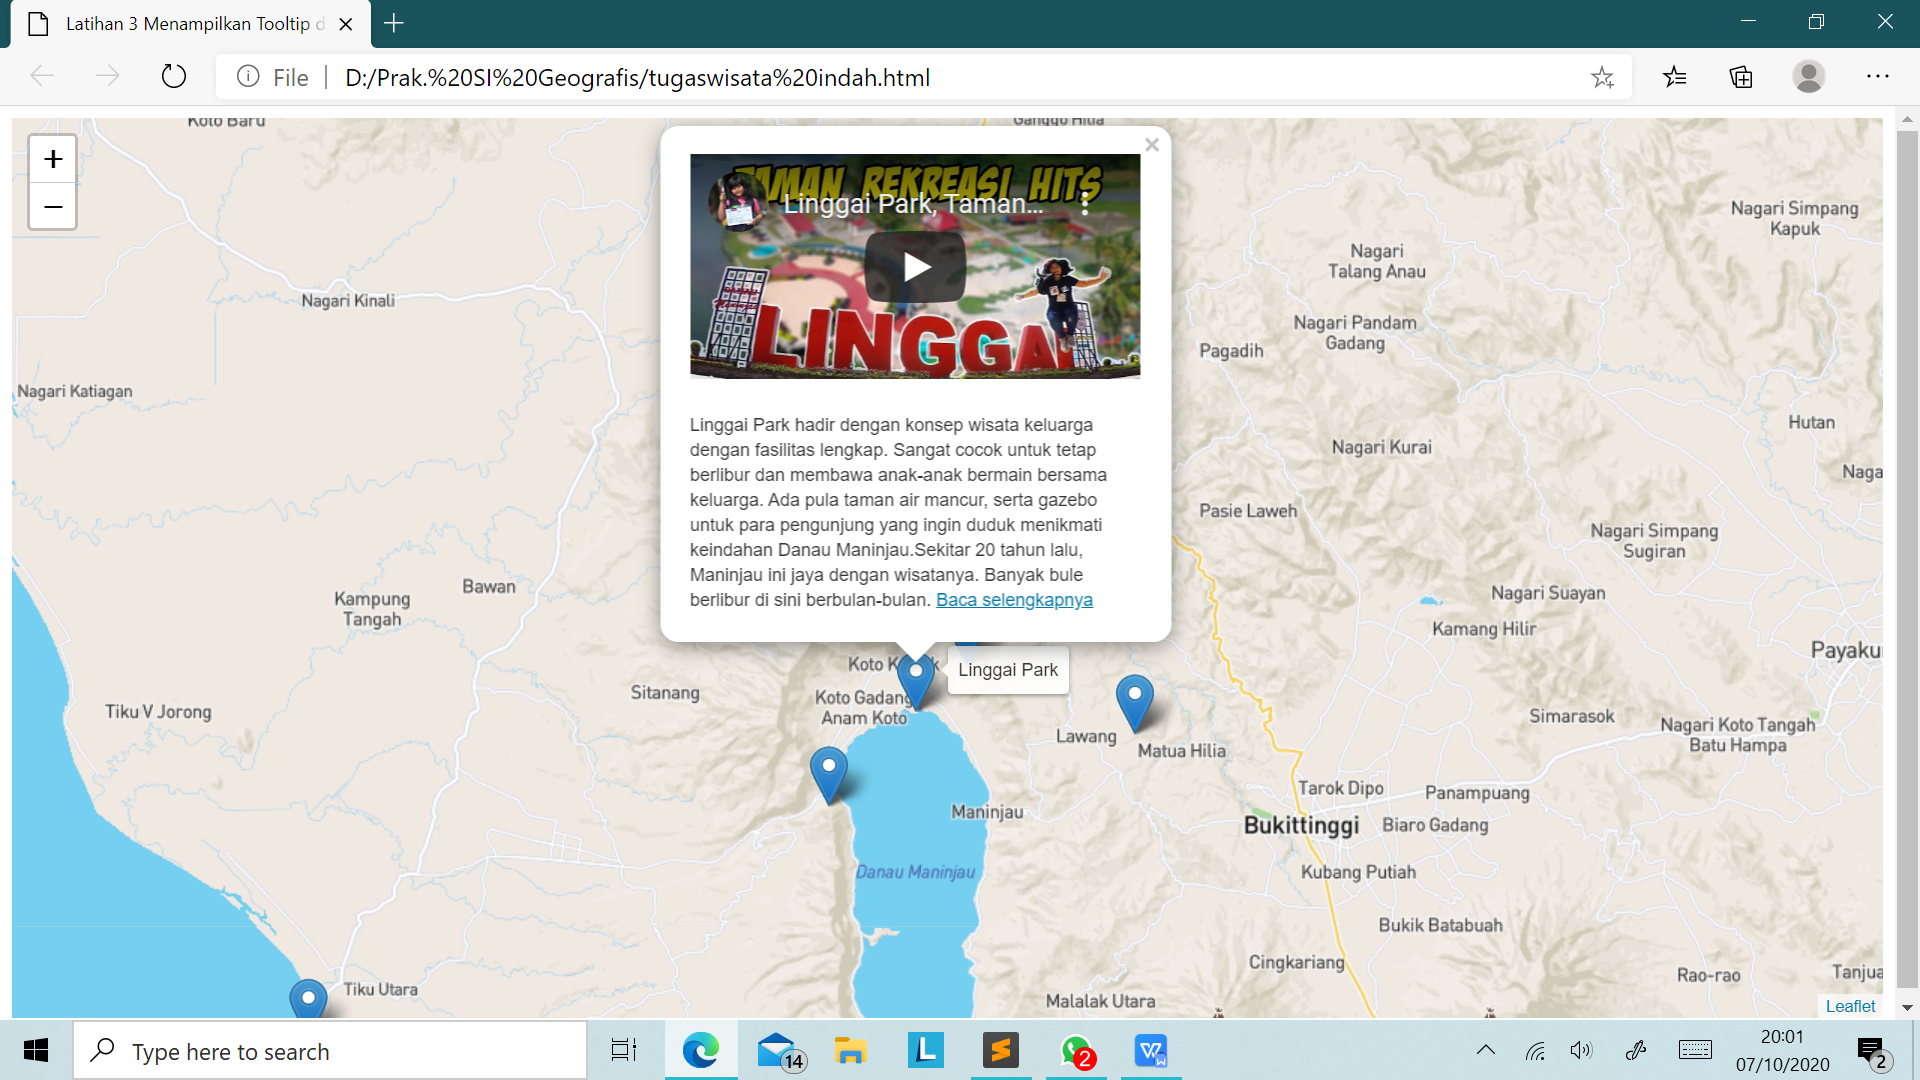 Latihan 3 Menampilkan Tooltip d
File
D:/Prak.%20SI%20Geografis/tugaswisata%20indah.html
+
−
Koto Baru
Ganggo Hilia
TAMAN REKREASI HITS
Linggai Park, Taman...
LINGGAI
Linggai Park hadir dengan konsep wisata keluarga
dengan fasilitas lengkap. Sangat cocok untuk tetap
berlibur dan membawa anak-anak bermain bersama
keluarga. Ada pula taman air mancur, serta gazebo
untuk para pengunjung yang ingin duduk menikmati
keindahan Danau Maninjau.Sekitar 20 tahun lalu,
Maninjau ini jaya dengan wisatanya. Banyak bule
berlibur di sini berbulan-bulan. Baca selengkapnya
Linggai Park
Nagari Simpang
Kapuk
Nagari
Talang Anau
Nagari Kinali
Nagari Pandam
Gadang
Pagadih
Nagari Katiagan
Hutan
Nagari Kurai
Naga
Pasie Laweh
Nagari Simpang
Sugiran
Bawan
Kampung
Tangah
Nagari Suayan
Kamang Hilir
Payaku
Koto K
k
Sitanang
Koto Gadang
Anam Koto
Tiku V Jorong
Lawang
Matua Hilia
Simarasok
Nagari Koto Tangah
Batu Hampa
Tarok Dipo
Panampuang
Maninjau
Bukittinggi
Biaro Gadang
Danau Maninjau
Kubang Putiah
Bukik Batabuah
Cingkariang
Rao-rao
Tanjua
Tiku Utara
Malalak Utara
Leaflet
Type here to search
14
L
2
W
20:01
07/10/2020
2